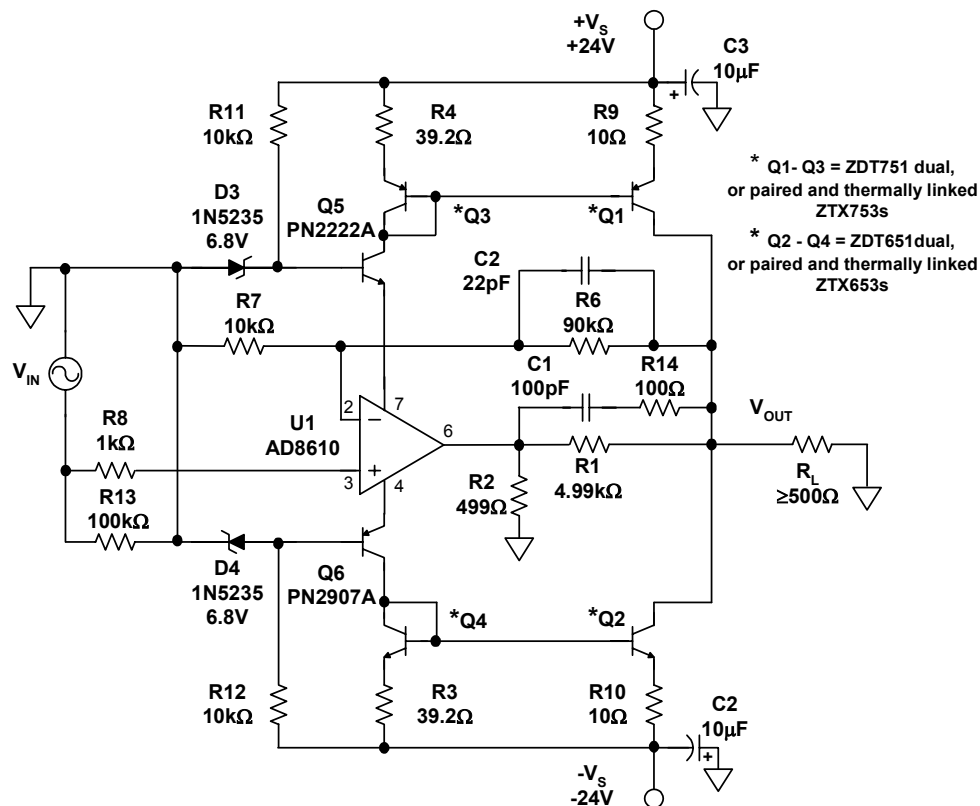 +VS
+24V
C3
10μF
R11
10kΩ
R4
39.2Ω
R9
10Ω
* Q1- Q3 = ZDT751 dual,
or paired and thermally linked
ZTX753s
* Q2 - Q4 = ZDT651dual,
or paired and thermally linked
ZTX653s
D3
1N5235
6.8V
Q5
PN2222A
*Q3
*Q1
C2
22pF
R7
10kΩ
R6
90kΩ
VIN
C1
100pF
R14
100Ω
R8
1kΩ
U1
AD8610
2
7
6
3
4
−
+
VOUT
R2
499Ω
R1
4.99kΩ
RL
≥500Ω
R13
100kΩ
D4
1N5235
6.8V
Q6
PN2907A
*Q4
*Q2
R12
10kΩ
R3
39.2Ω
R10
10Ω
C2
10μF
+
+
-VS
-24V